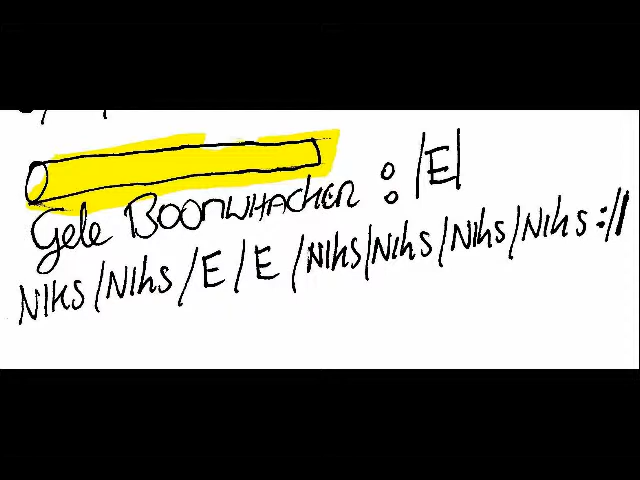 Gele BOOMWHACKER : |E|
NIKS / NIKS / E / E / NIKS | NIKS | NIKS | NIKS :||